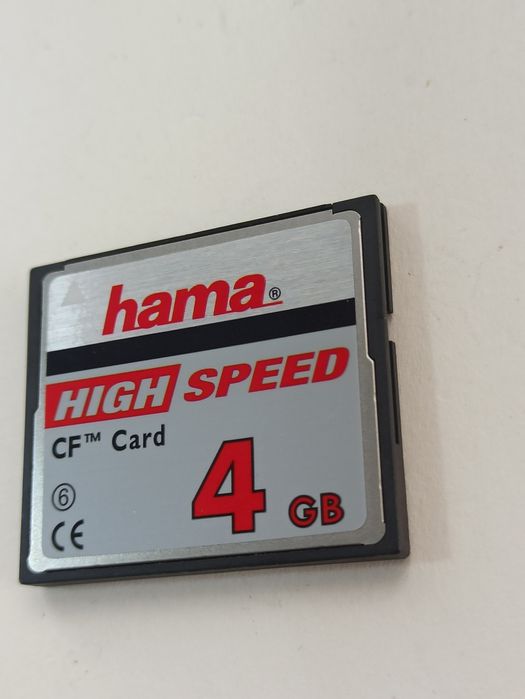 hama®
HIGH SPEED
CF™ Card
4 GB
⑥
CE